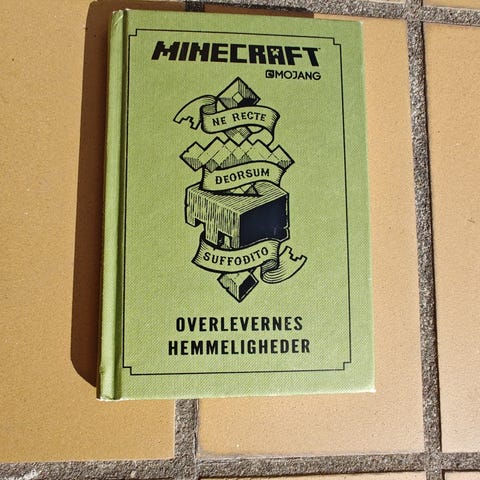 MINECRAFT
MOJANG
NE RECTE
DEORSUM
SUFFODITO
OVERLEVERNES
HEMMELIGHEDER